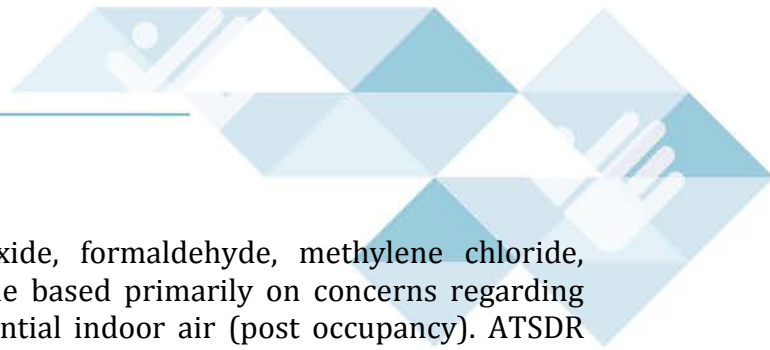 xide, formaldehyde, methylene chloride,
e based primarily on concerns regarding
ntial indoor air (post occupancy). ATSDR